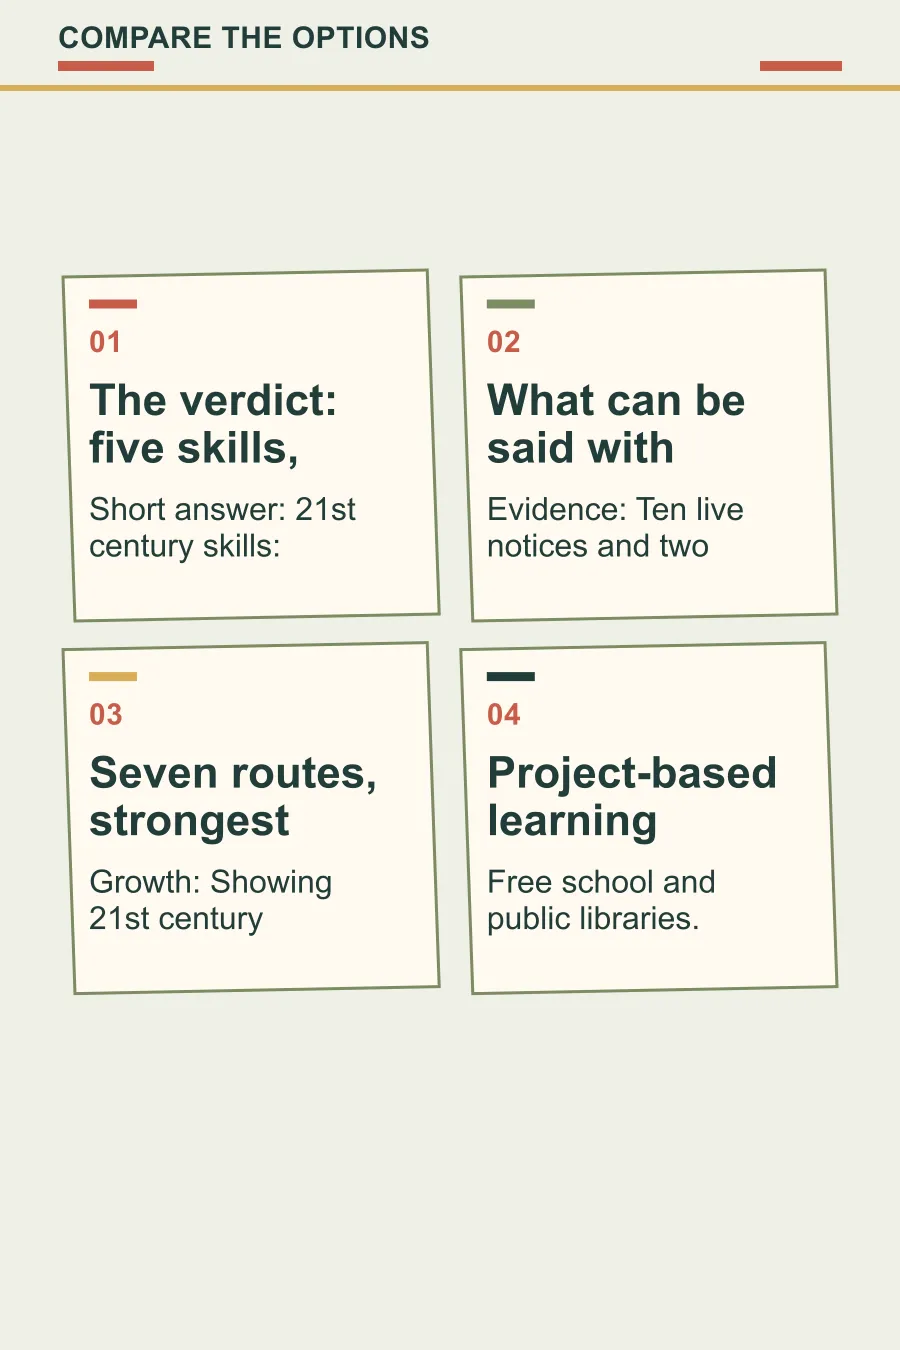 COMPARE THE OPTIONS
01
The verdict:
five skills,
Short answer: 21st
century skills:
02
What can be
said with
Evidence: Ten live
notices and two
03
Seven routes,
strongest
Growth: Showing
21st century
04
Project-based
learning
Free school and
public libraries.